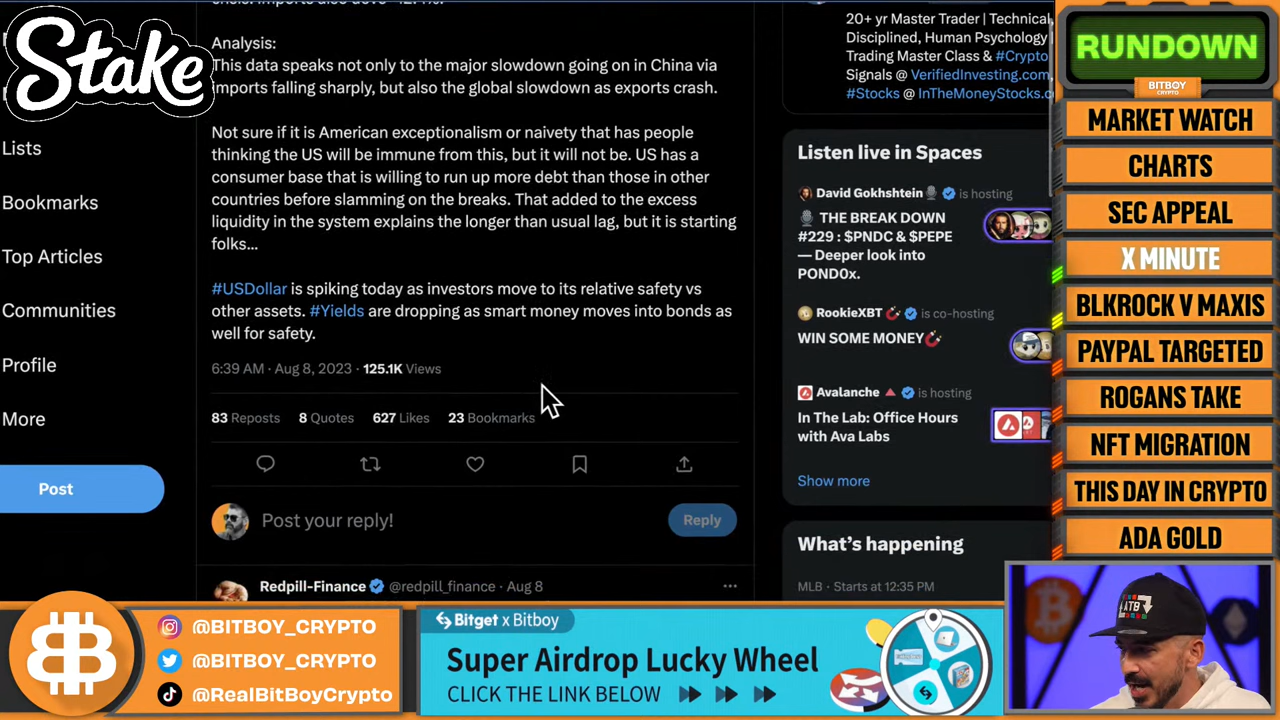 Stake
Lists
Bookmarks
Top Articles
Communities
Profile
More
Post
Analysis:
This data speaks not only to the major slowdown going on in China via
imports falling sharply, but also the global slowdown as exports crash.
Not sure if it is American exceptionalism or naivety that has people
thinking the US will be immune from this, but it will not be. US has a
consumer base that is willing to run up more debt than those in other
countries before slamming on the breaks. That added to the excess
liquidity in the system explains the longer than usual lag, but it is starting
folks...
#USDollar is spiking today as investors move to its relative safety vs
other assets. #Yields are dropping as smart money moves into bonds as
well for safety.
6:39 AM · Aug 8, 2023 · 125.1K Views
83 Reposts 8 Quotes 627 Likes 23 Bookmarks
Post your reply!
Reply
Redpill-Finance @redpill_finance · Aug 8
20+ yr Master Trader | Technical,
Disciplined, Human Psychology |
Trading Master Class & #Crypto
Signals @ VerifiedInvesting.com,
#Stocks @ InTheMoneyStocks.c
Listen live in Spaces
David Gokhshtein is hosting
THE BREAK DOWN
#229 : $PNDC & $PEPE
— Deeper look into
POND0x.
RookieXBT is co-hosting
WIN SOME MONEY
Avalanche is hosting
In The Lab: Office Hours
with Ava Labs
Show more
What's happening
MLB · Starts at 12:35 PM
RUNDOWN
BITBOY
CRYPTO
MARKET WATCH
CHARTS
SEC APPEAL
X MINUTE
BLKROCK V MAXIS
PAYPAL TARGETED
ROGANS TAKE
NFT MIGRATION
THIS DAY IN CRYPTO
ADA GOLD
@BITBOY_CRYPTO
@BITBOY_CRYPTO
@RealBitBoyCrypto
Bitget x Bitboy
Super Airdrop Lucky Wheel
CLICK THE LINK BELOW
ATB